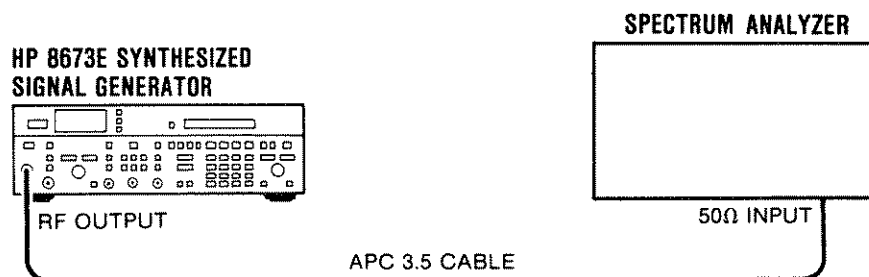 SPECTRUM ANALYZER
HP 8673E SYNTHESIZED
SIGNAL GENERATOR
RF OUTPUT
50Ω INPUT
APC 3.5 CABLE